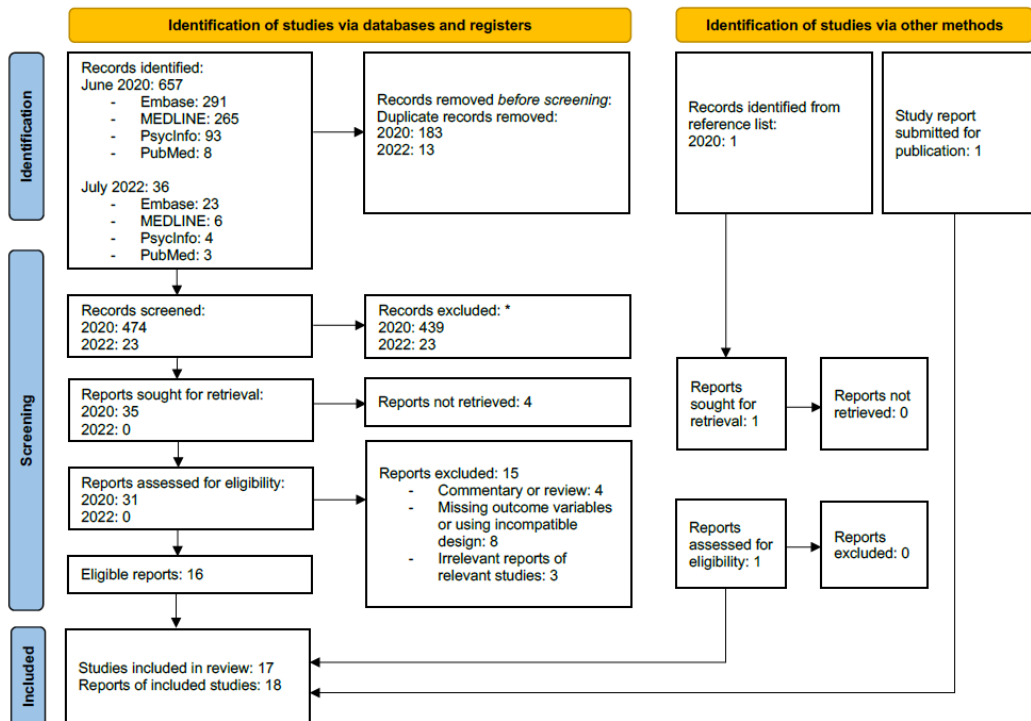 Identification of studies via databases and registers
Identification of studies via other methods
Identification
Records identified:
June 2020: 657
- Embase: 291
- MEDLINE: 265
- PsycInfo: 93
- PubMed: 8
July 2022: 36
- Embase: 23
- MEDLINE: 6
- PsycInfo: 4
- PubMed: 3
Records removed before screening:
Duplicate records removed:
2020: 183
2022: 13
Records identified from
reference list:
2020: 1
Study report
submitted for
publication: 1
Screening
Records screened:
2020: 474
2022: 23
Records excluded: *
2020: 439
2022: 23
Reports sought for retrieval:
2020: 35
2022: 0
Reports not retrieved: 4
Reports
sought for
retrieval: 1
Reports not
retrieved: 0
Reports assessed for eligibility:
2020: 31
2022: 0
Reports excluded: 15
- Commentary or review: 4
- Missing outcome variables
or using incompatible
design: 8
- Irrelevant reports of
relevant studies: 3
Reports
assessed for
eligibility: 1
Reports
excluded: 0
Eligible reports: 16
Included
Studies included in review: 17
Reports of included studies: 18